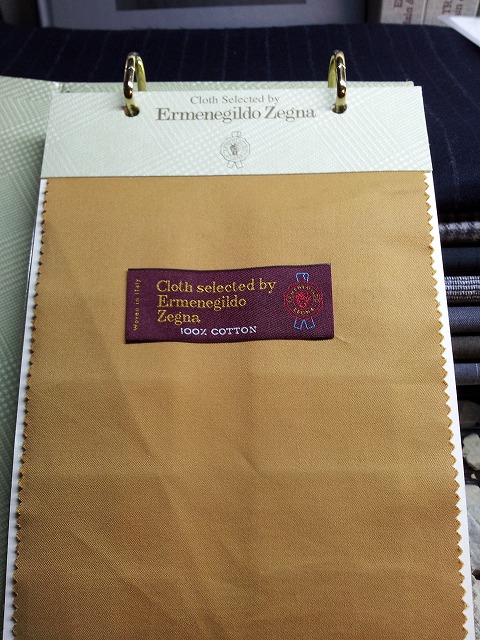 Cloth Selected by
Ermenegildo Zegna
Woven in Italy
Cloth selected by
Ermenegildo
Zegna
100% COTTON